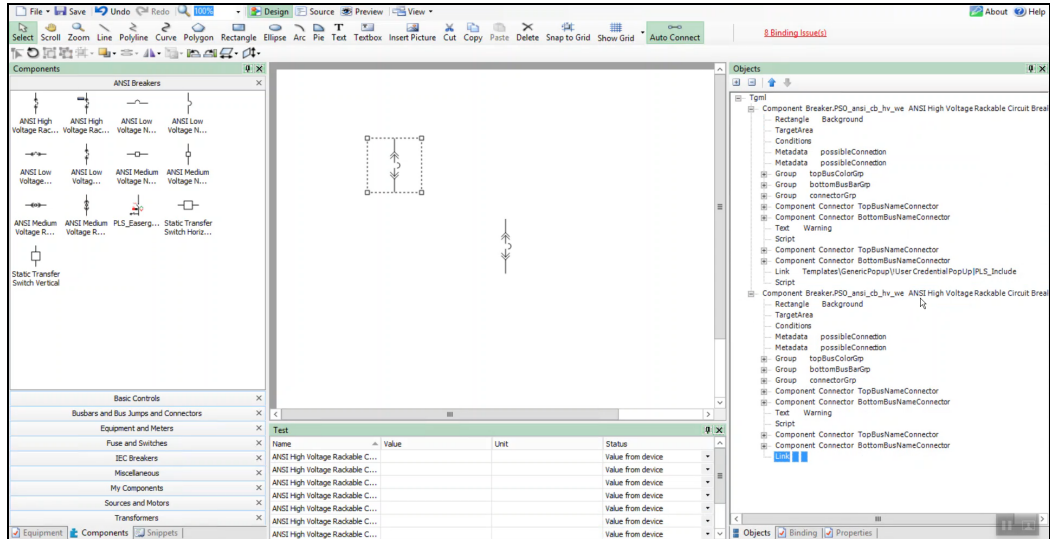 File Save Undo Redo 100% Design Source Preview View About Help
Select Scroll Zoom Line Polyline Curve Polygon Rectangle Ellipse Arc Pie Text Textbox Insert Picture Cut Copy Paste Delete Snap to Grid Show Grid Auto Connect
8 Binding Issue(s)
Components
ANSI Breakers
ANSI High ANSI High ANSI Low ANSI Low
Voltage Rac... Voltage Rac... Voltage N... Voltage N...
ANSI Low ANSI Low ANSI Medium ANSI Medium
Voltage... Voltag... Voltage N... Voltage N...
ANSI Medium ANSI Medium PLS_Easerg... Static Transfer
Voltage R... Voltage R... Switch Horiz...
Static Transfer
Switch Vertical
Basic Controls
Busbars and Bus Jumps and Connectors
Equipment and Meters
Fuse and Switches
IEC Breakers
Miscellaneous
My Components
Sources and Motors
Transformers
Equipment Components Snippets
Test
Name Value Unit Status
ANSI High Voltage Rackable C... Value from device
ANSI High Voltage Rackable C... Value from device
ANSI High Voltage Rackable C... Value from device
ANSI High Voltage Rackable C... Value from device
ANSI High Voltage Rackable C... Value from device
ANSI High Voltage Rackable C... Value from device
ANSI High Voltage Rackable C... Value from device
Objects
Tgml
Component Breaker.PSO_ansi_cb_hv_we ANSI High Voltage Rackable Circuit Breal
Rectangle Background
TargetArea
Conditions
Metadata possibleConnection
Metadata possibleConnection
Group topBusColorGrp
Group bottomBusBarGrp
Group connectorGrp
Component Connector TopBusNameConnector
Component Connector BottomBusNameConnector
Text Warning
Script
Component Connector TopBusNameConnector
Component Connector BottomBusNameConnector
Link Templates\GenericPopup\!User CredentialPopUp|PLS_Include
Script
Component Breaker.PSO_ansi_cb_hv_we ANSI High Voltage Rackable Circuit Breal
Rectangle Background
TargetArea
Conditions
Metadata possibleConnection
Metadata possibleConnection
Group topBusColorGrp
Group bottomBusBarGrp
Group connectorGrp
Component Connector TopBusNameConnector
Component Connector BottomBusNameConnector
Text Warning
Script
Component Connector TopBusNameConnector
Component Connector BottomBusNameConnector
Link
Objects Binding Properties